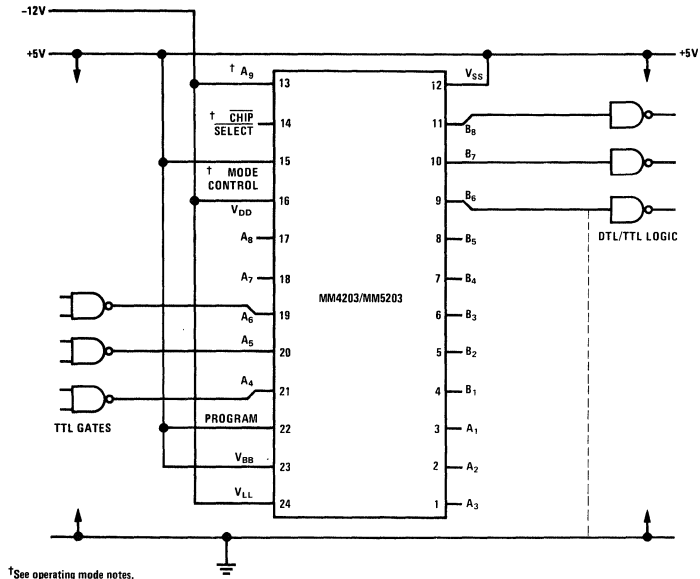 -12V
+5V
+5V
† A9
13
VSS
12
† CHIP SELECT
14
11
B8
15
† MODE CONTROL
10
B7
16
VDD
9
B6
DTL/TTL LOGIC
A8
17
8
B5
A7
18
7
B4
MM4203/MM5203
A6
19
6
B3
A5
20
5
B2
A4
21
4
B1
TTL GATES
PROGRAM
22
3
A1
VBB
23
2
A2
VLL
24
1
A3
†See operating mode notes.